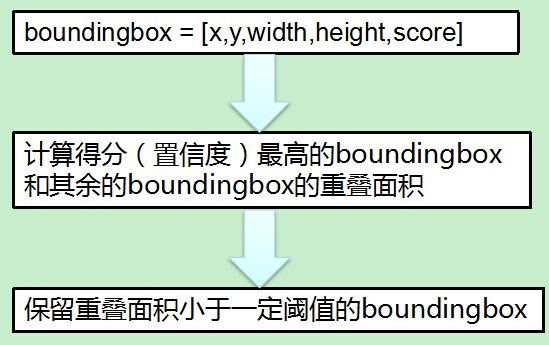 boundingbox = [x,y,width,height,score]
计算得分（置信度）最高的boundingbox
和其余的boundingbox的重叠面积
保留重叠面积小于一定阈值的boundingbox